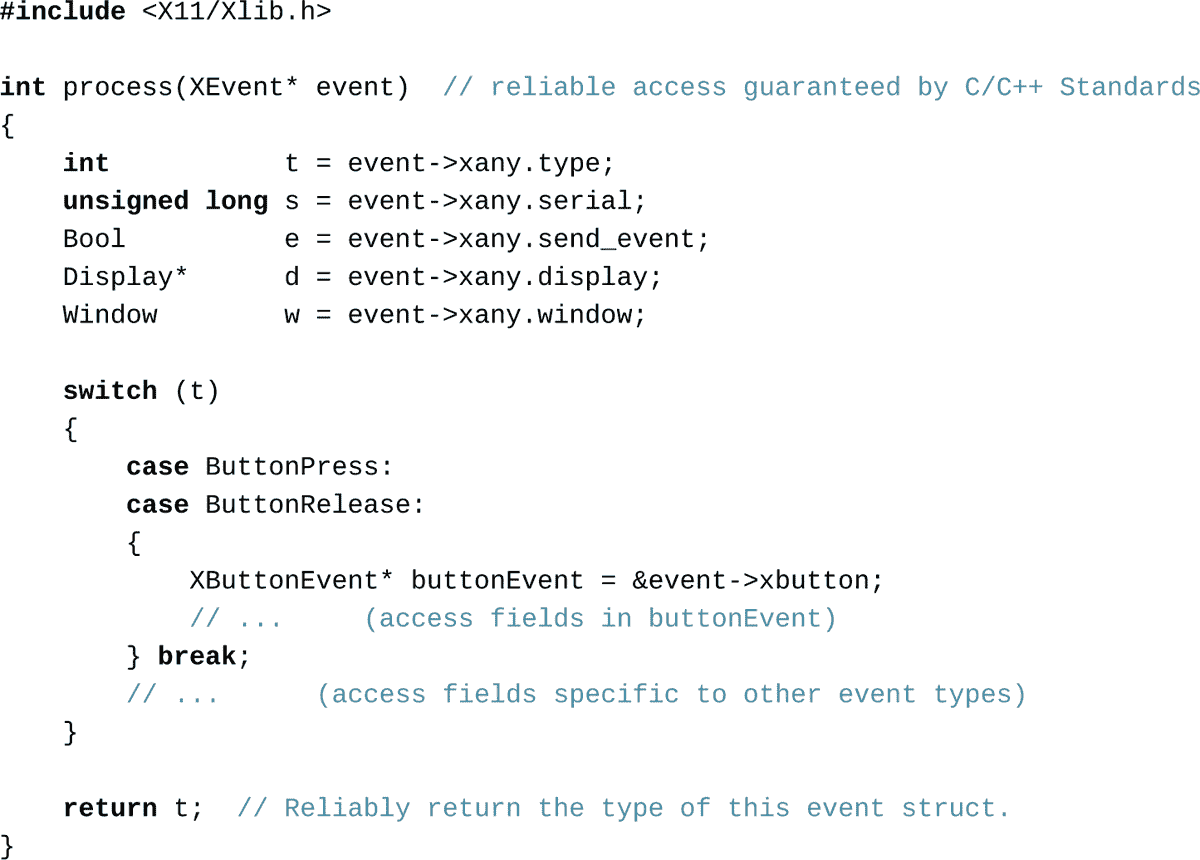 #include <X11/Xlib.h>

int process(XEvent* event)  // reliable access guaranteed by C/C++ Standards
{
    int           t = event->xany.type;
    unsigned long s = event->xany.serial;
    Bool          e = event->xany.send_event;
    Display*      d = event->xany.display;
    Window        w = event->xany.window;

    switch (t)
    {
        case ButtonPress:
        case ButtonRelease:
        {
            XButtonEvent* buttonEvent = &event->xbutton;
            // ...     (access fields in buttonEvent)
        } break;
        // ...      (access fields specific to other event types)
    }

    return t;  // Reliably return the type of this event struct.
}